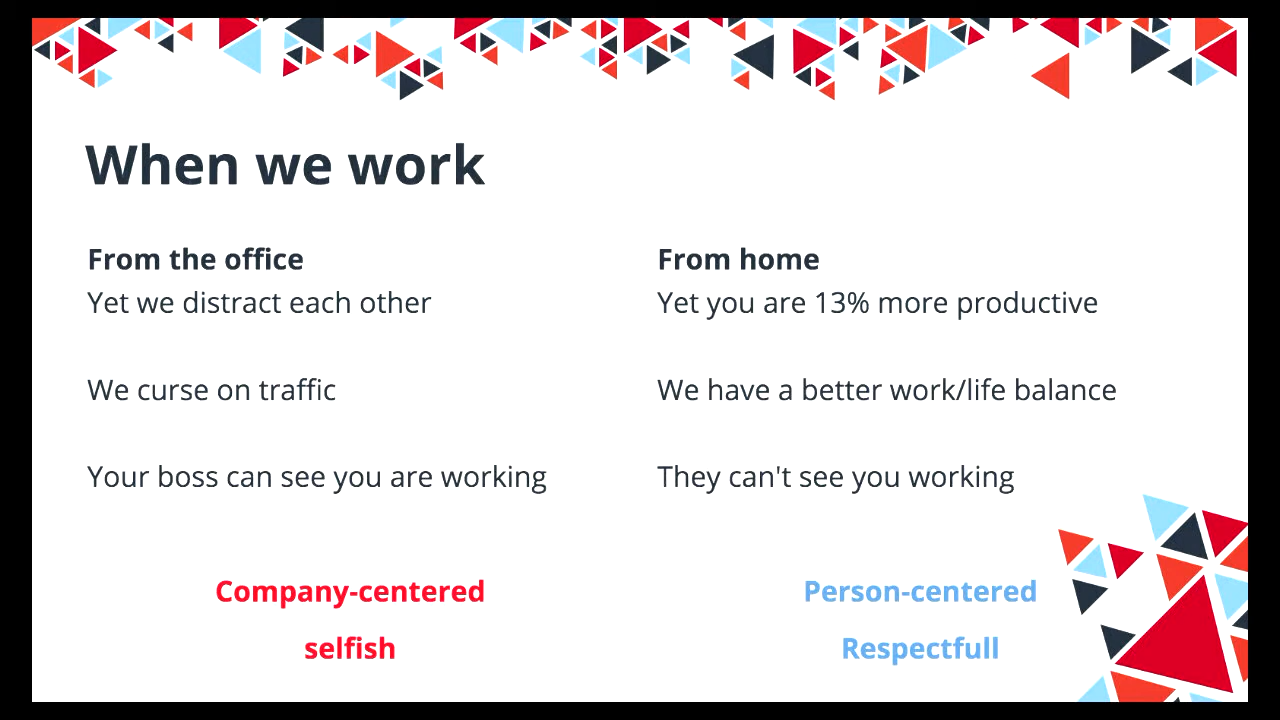 When we work
From the office
Yet we distract each other
We curse on traffic
Your boss can see you are working
Company-centered
selfish
From home
Yet you are 13% more productive
We have a better work/life balance
They can't see you working
Person-centered
Respectfull